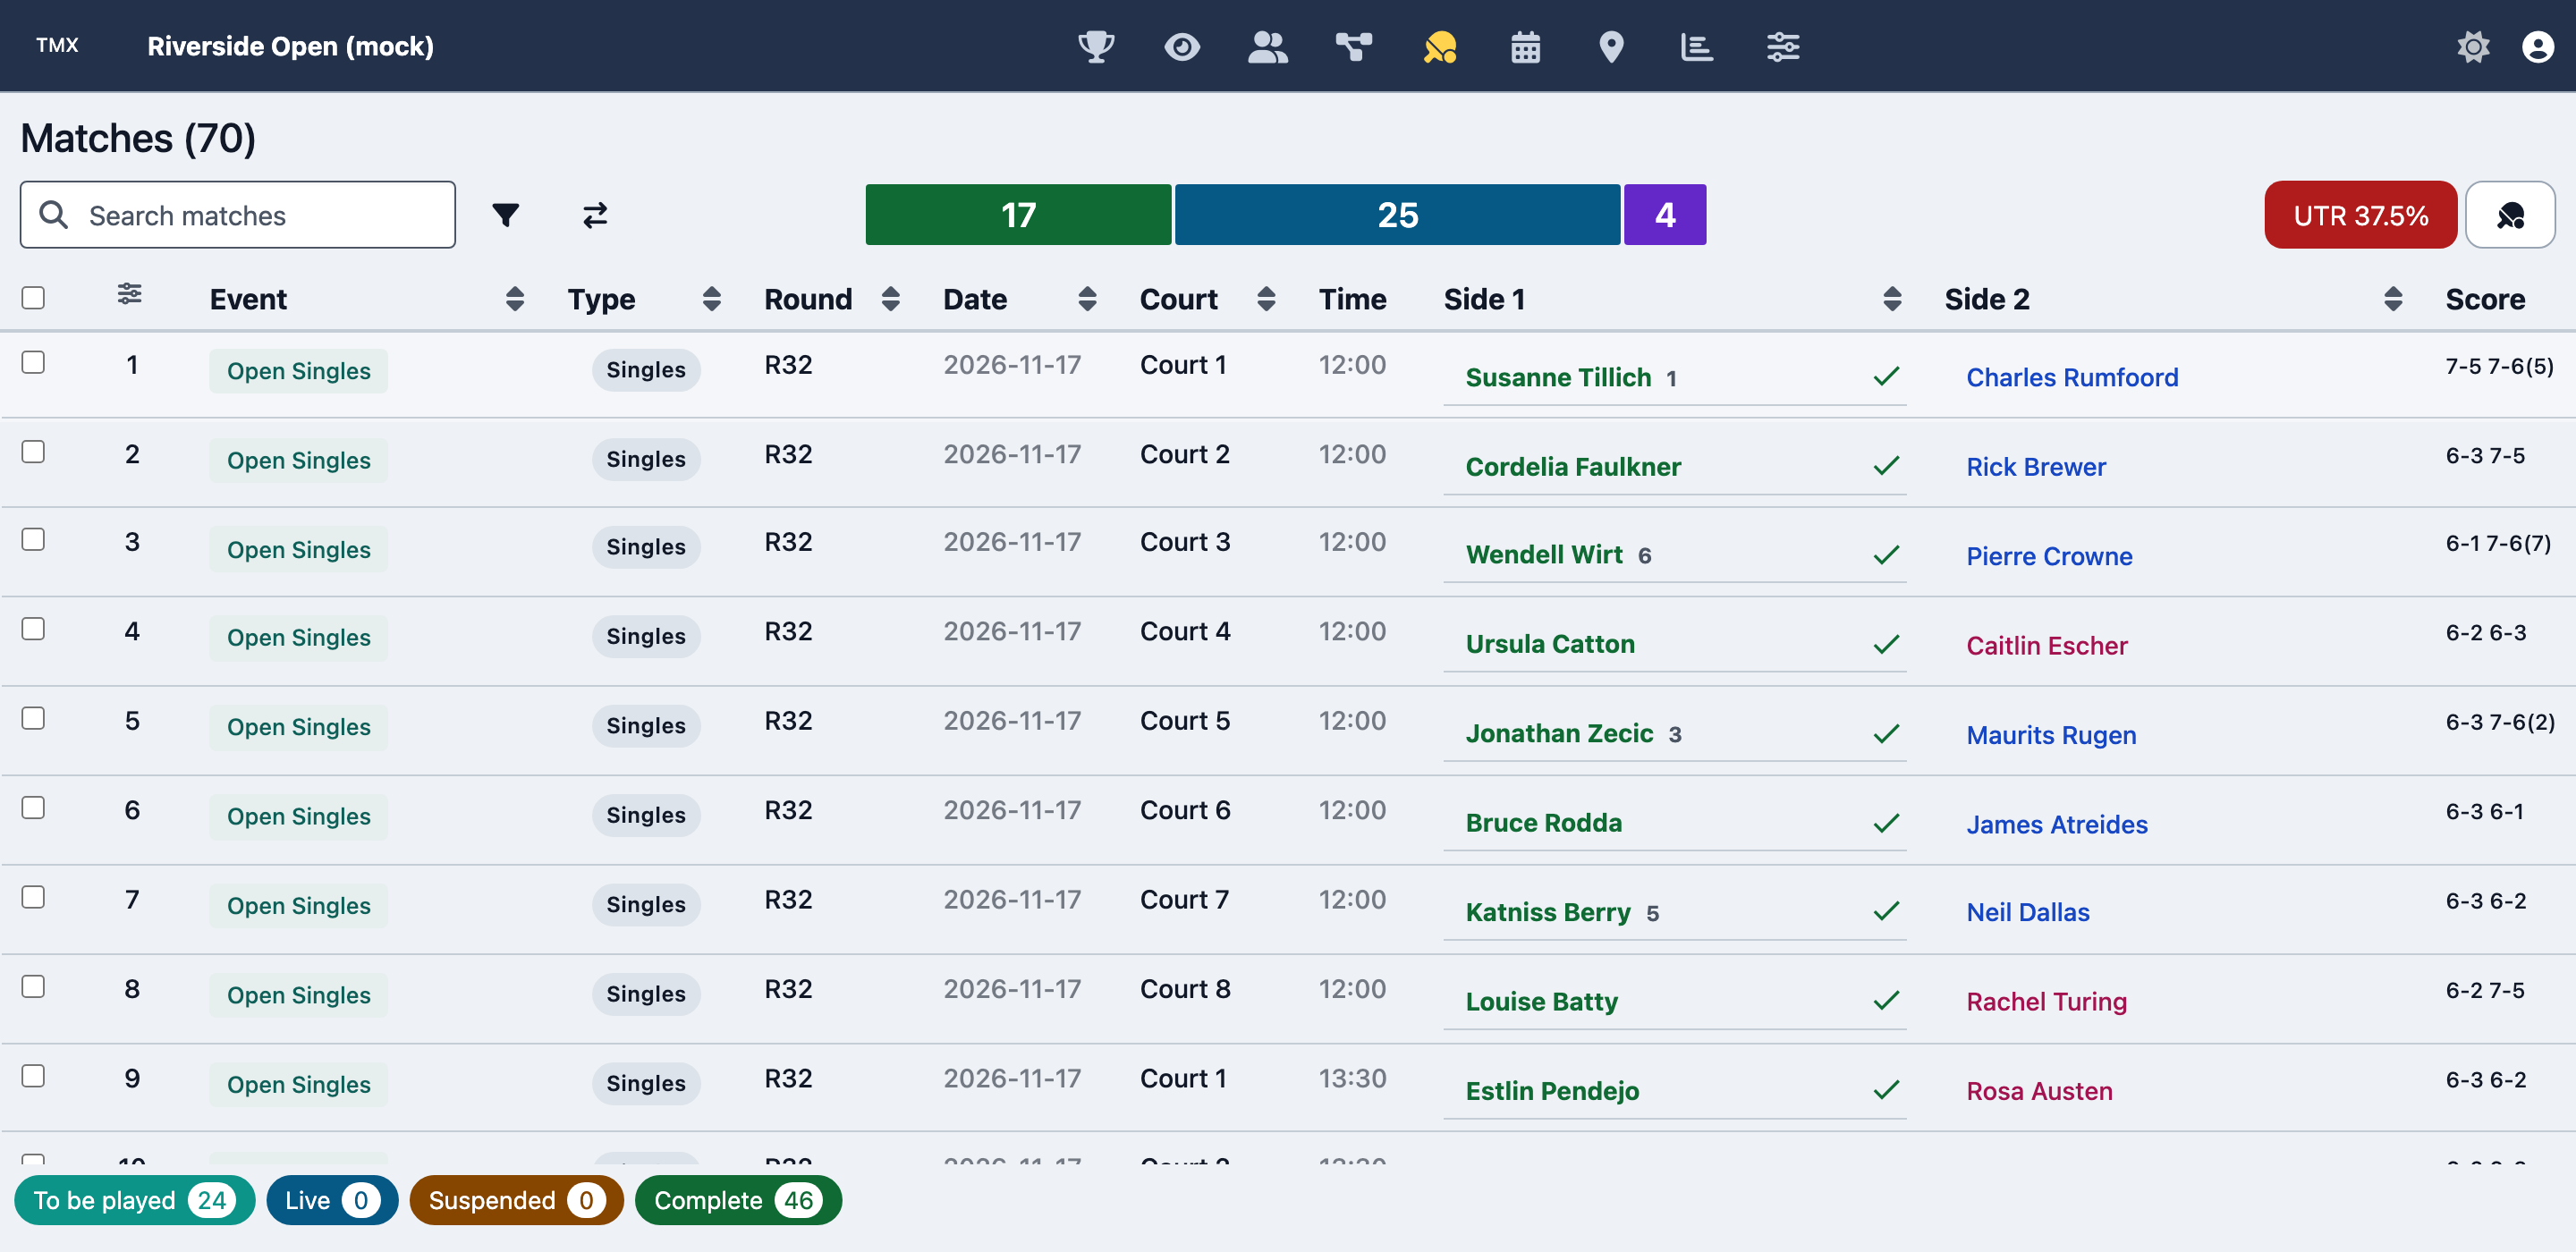 TMX Riverside Open (mock)
Matches (70)
Search matches 17 25 4 UTR 37.5%
Event Type Round Date Court Time Side 1 Side 2 Score
1 Open Singles Singles R32 2026-11-17 Court 1 12:00 Susanne Tillich 1 Charles Rumfoord 7-5 7-6(5)
2 Open Singles Singles R32 2026-11-17 Court 2 12:00 Cordelia Faulkner Rick Brewer 6-3 7-5
3 Open Singles Singles R32 2026-11-17 Court 3 12:00 Wendell Wirt 6 Pierre Crowne 6-1 7-6(7)
4 Open Singles Singles R32 2026-11-17 Court 4 12:00 Ursula Catton Caitlin Escher 6-2 6-3
5 Open Singles Singles R32 2026-11-17 Court 5 12:00 Jonathan Zecic 3 Maurits Rugen 6-3 7-6(2)
6 Open Singles Singles R32 2026-11-17 Court 6 12:00 Bruce Rodda James Atreides 6-3 6-1
7 Open Singles Singles R32 2026-11-17 Court 7 12:00 Katniss Berry 5 Neil Dallas 6-3 6-2
8 Open Singles Singles R32 2026-11-17 Court 8 12:00 Louise Batty Rachel Turing 6-2 7-5
9 Open Singles Singles R32 2026-11-17 Court 1 13:30 Estlin Pendejo Rosa Austen 6-3 6-2
To be played 24 Live 0 Suspended 0 Complete 46